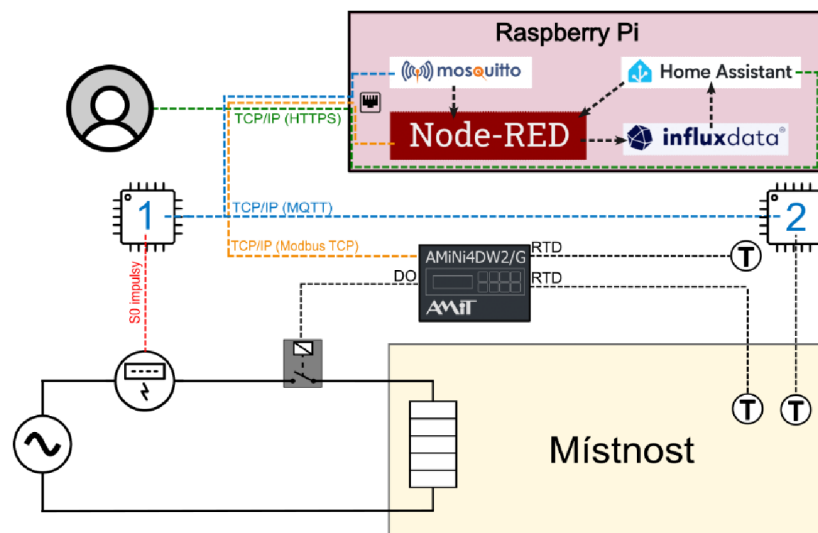 Raspberry Pi
mosquitto
Home Assistant
TCP/IP (HTTPS)
Node-RED
influxdata®
1
TCP/IP (MQTT)
2
TCP/IP (Modbus TCP)
AMiNi4DW2/G
RTD
T
DO
RTD
AMiT
S0 impulsy
T
T
Místnost